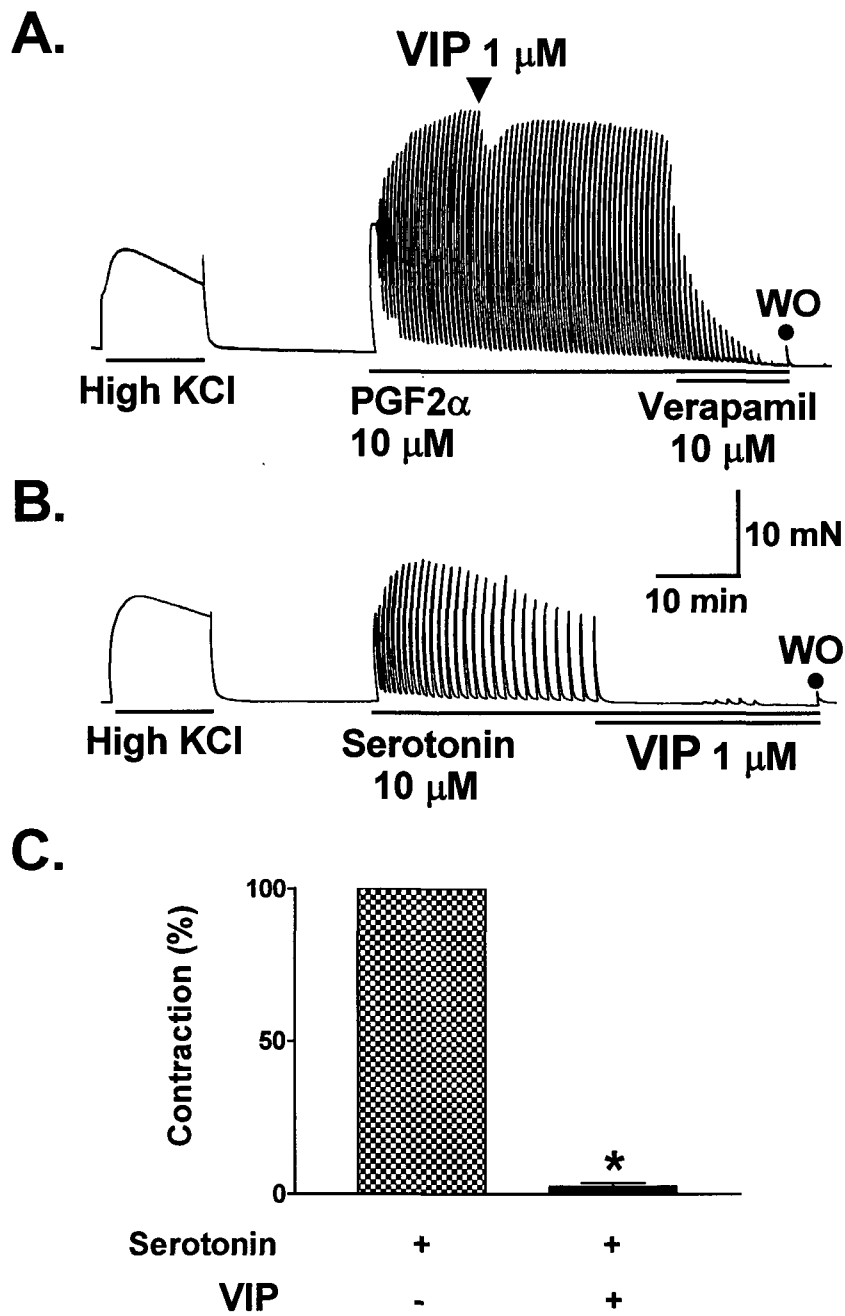 A.
VIP 1 μM
WO
High KCl
PGF2α
10 μM
Verapamil
10 μM
B.
10 mN
10 min
WO
High KCl
Serotonin
10 μM
VIP 1 μM
C.
Contraction (%)
100
50
0
*
Serotonin + +
VIP - +